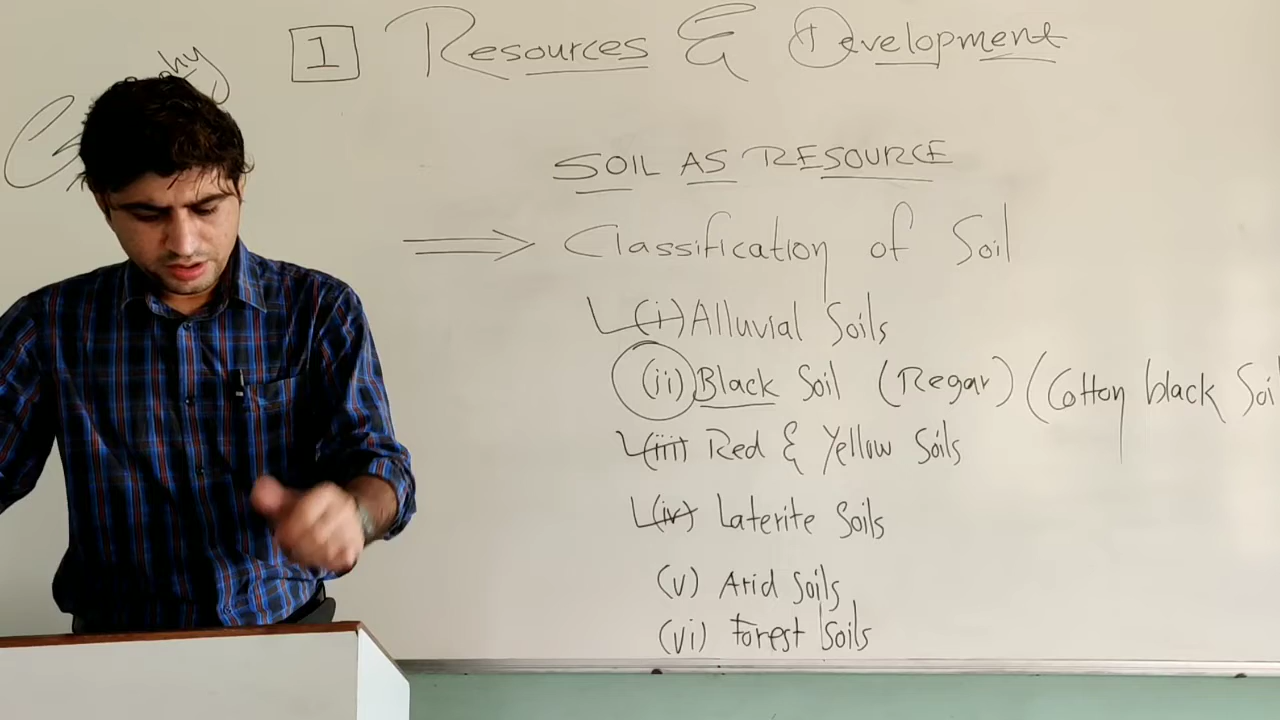 1 Resources & Development
SOIL AS RESOURCE
Classification of Soil
(i) Alluvial Soils
(ii) Black Soil (Regar) (Cotton black Soi
(iii) Red & Yellow Soils
(iv) Laterite Soils
(v) Arid Soils
(vi) Forest Soils